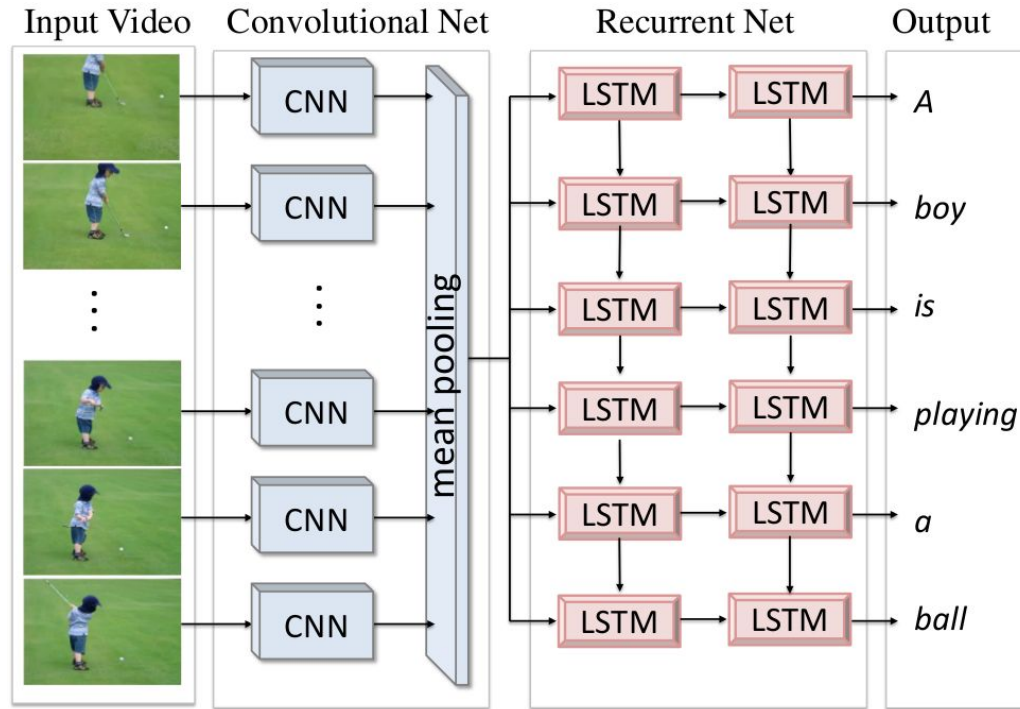 Input Video Convolutional Net Recurrent Net Output
CNN LSTM LSTM A
CNN LSTM LSTM boy
LSTM LSTM is
mean pooling
CNN LSTM LSTM playing
CNN LSTM LSTM a
CNN LSTM LSTM ball